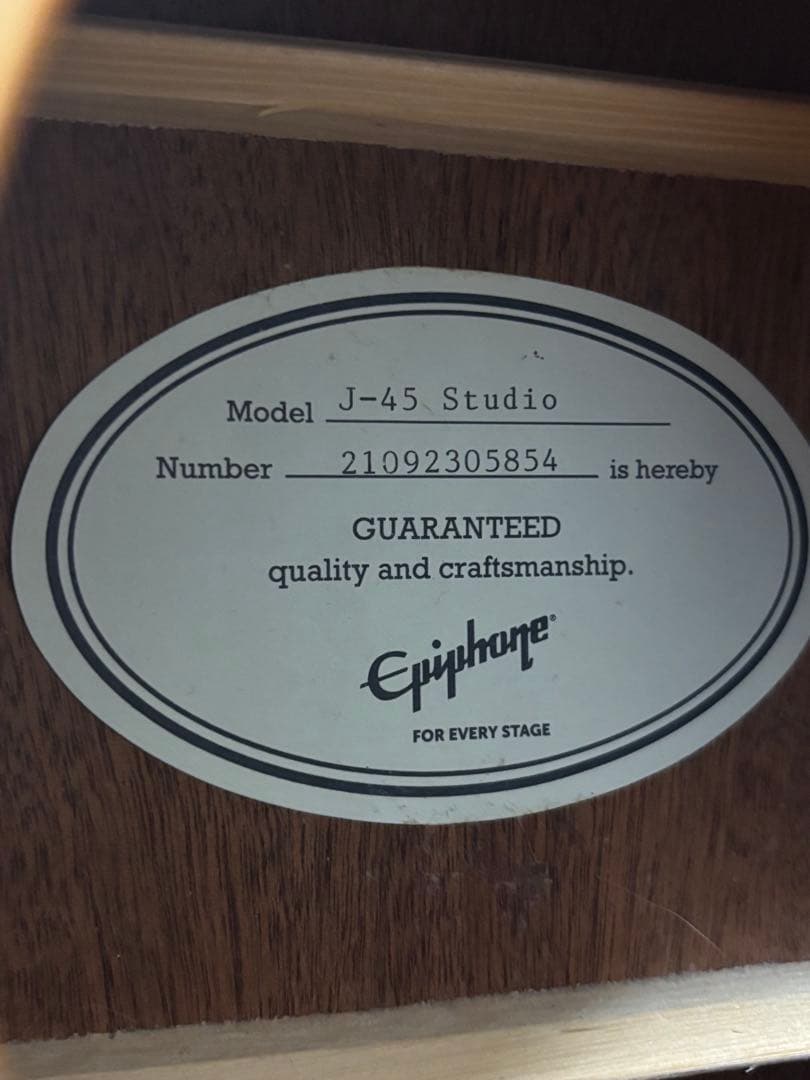 Model J-45 Studio
Number 21092305854 is hereby
GUARANTEED
quality and craftsmanship.
Epiphone®
FOR EVERY STAGE